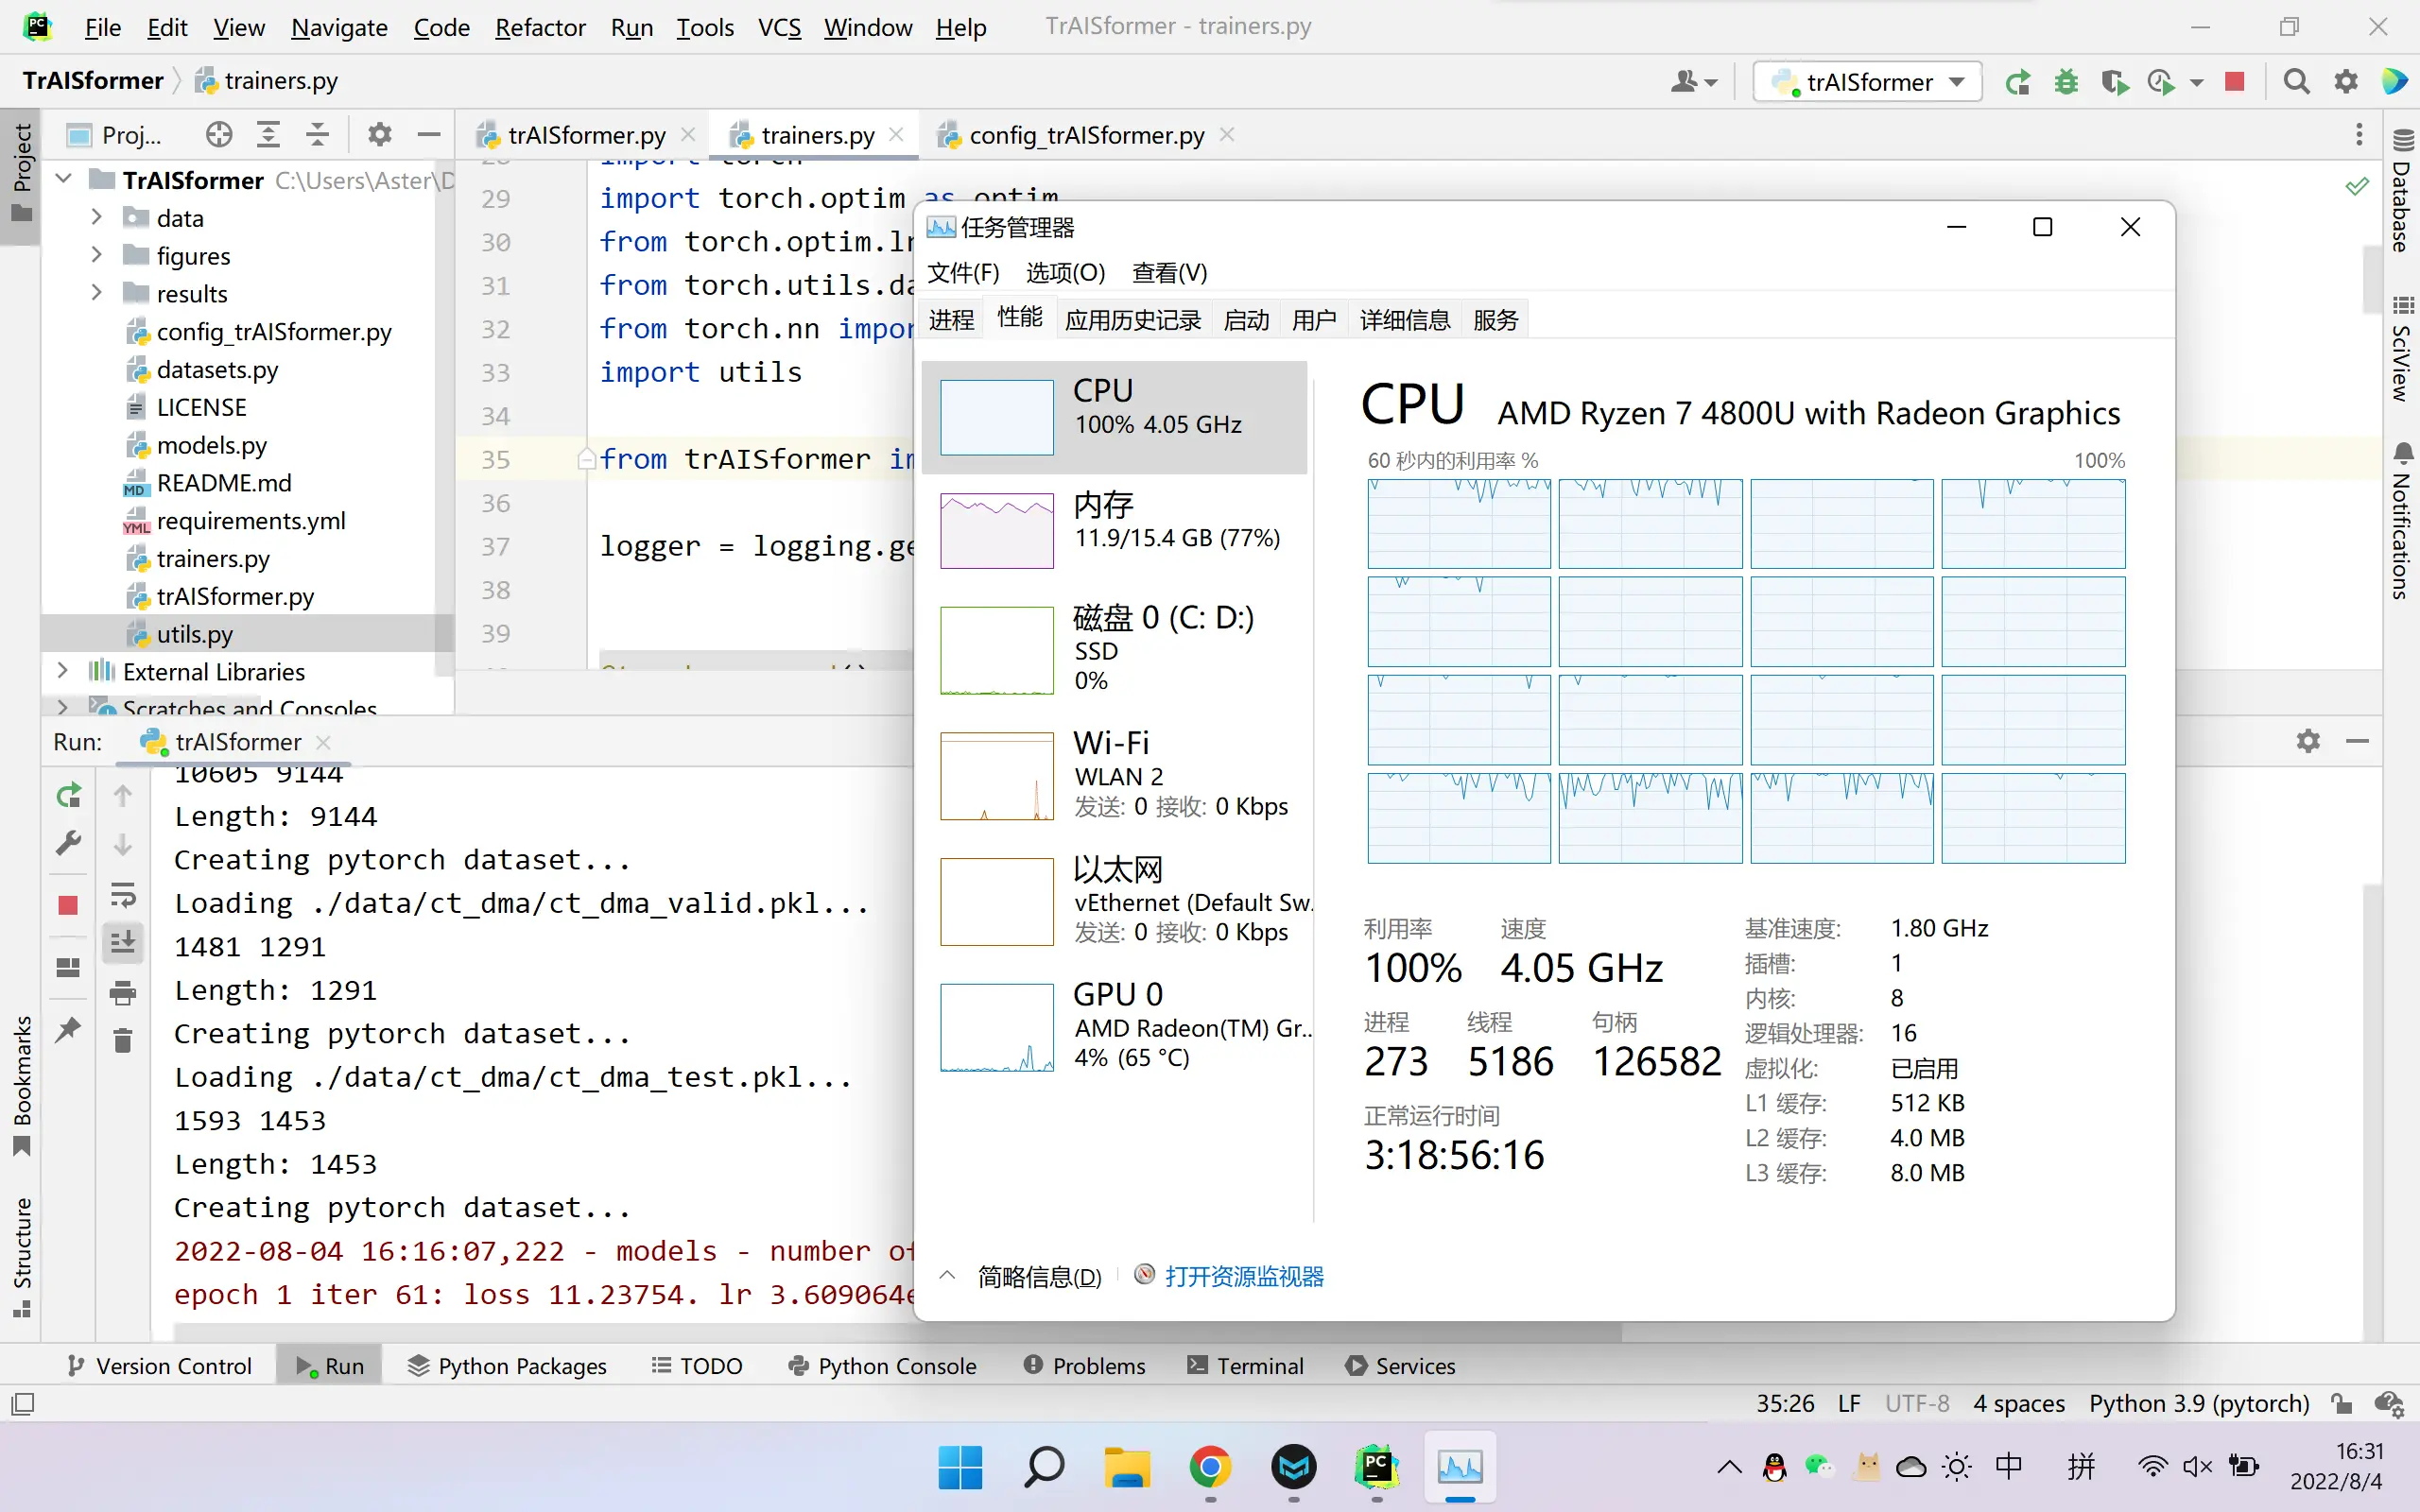 File Edit View Navigate Code Refactor Run Tools VCS Window Help TrAISformer - trainers.py
TrAISformer trainers.py
trAISformer
Project
Proj...
trAISformer.py
trainers.py
config_trAISformer.py
TrAISformer C:\Users\Aster\D
data
figures
results
config_trAISformer.py
datasets.py
LICENSE
models.py
README.md
requirements.yml
trainers.py
trAISformer.py
utils.py
External Libraries
Scratches and Consoles
29 import torch.optim as optim
30 from torch.optim.lr
31 from torch.utils.da
32 from torch.nn impor
33 import utils
34
35 from trAISformer im
36
37 logger = logging.ge
38
39
Database
SciView
Notifications
任务管理器
文件(F) 选项(O) 查看(V)
进程 性能 应用历史记录 启动 用户 详细信息 服务
CPU
100% 4.05 GHz
内存
11.9/15.4 GB (77%)
磁盘 0 (C: D:)
SSD
0%
Wi-Fi
WLAN 2
发送: 0 接收: 0 Kbps
以太网
vEthernet (Default Sw...
发送: 0 接收: 0 Kbps
GPU 0
AMD Radeon(TM) Gr...
4% (65 °C)
CPU AMD Ryzen 7 4800U with Radeon Graphics
60 秒内的利用率 % 100%
利用率 速度
100% 4.05 GHz
进程 线程 句柄
273 5186 126582
正常运行时间
3:18:56:16
基准速度: 1.80 GHz
插槽: 1
内核: 8
逻辑处理器: 16
虚拟化: 已启用
L1 缓存: 512 KB
L2 缓存: 4.0 MB
L3 缓存: 8.0 MB
简略信息(D) 打开资源监视器
Run: trAISformer
10605 9144
Length: 9144
Creating pytorch dataset...
Loading ./data/ct_dma/ct_dma_valid.pkl...
1481 1291
Length: 1291
Creating pytorch dataset...
Loading ./data/ct_dma/ct_dma_test.pkl...
1593 1453
Length: 1453
Creating pytorch dataset...
2022-08-04 16:16:07,222 - models - number of
epoch 1 iter 61: loss 11.23754. lr 3.609064e
Bookmarks
Structure
Version Control Run Python Packages TODO Python Console Problems Terminal Services
35:26 LF UTF-8 4 spaces Python 3.9 (pytorch)
中 拼
16:31
2022/8/4